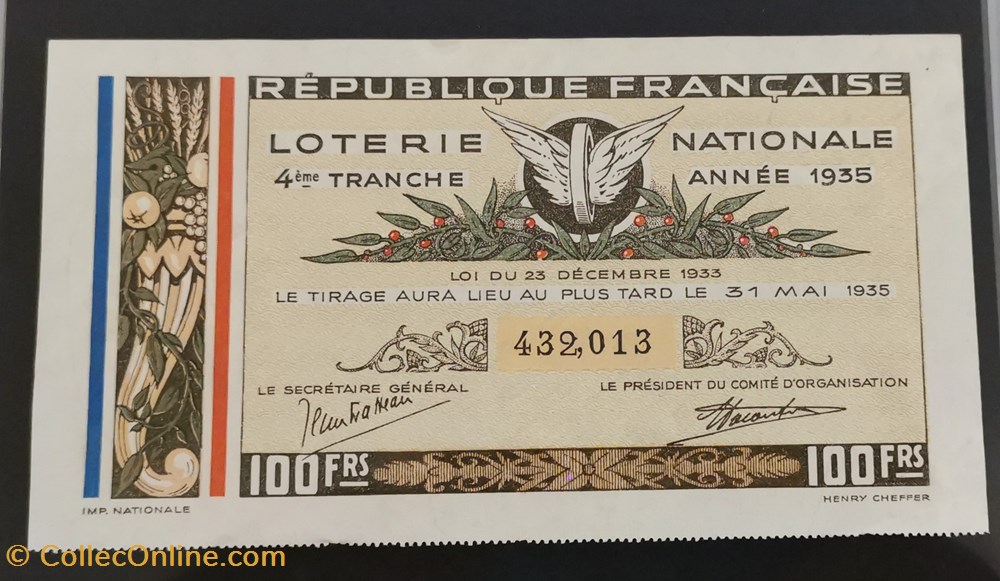 RÉPUBLIQUE FRANÇAISE
LOTERIE NATIONALE
4ème TRANCHE ANNÉE 1935
LOI DU 23 DÉCEMBRE 1933
LE TIRAGE AURA LIEU AU PLUS TARD LE 31 MAI 1935
432,013
LE SECRÉTAIRE GÉNÉRAL LE PRÉSIDENT DU COMITÉ D'ORGANISATION
100 FRS 100 FRS
IMP. NATIONALE HENRY CHEFFER
© CollecOnline.com